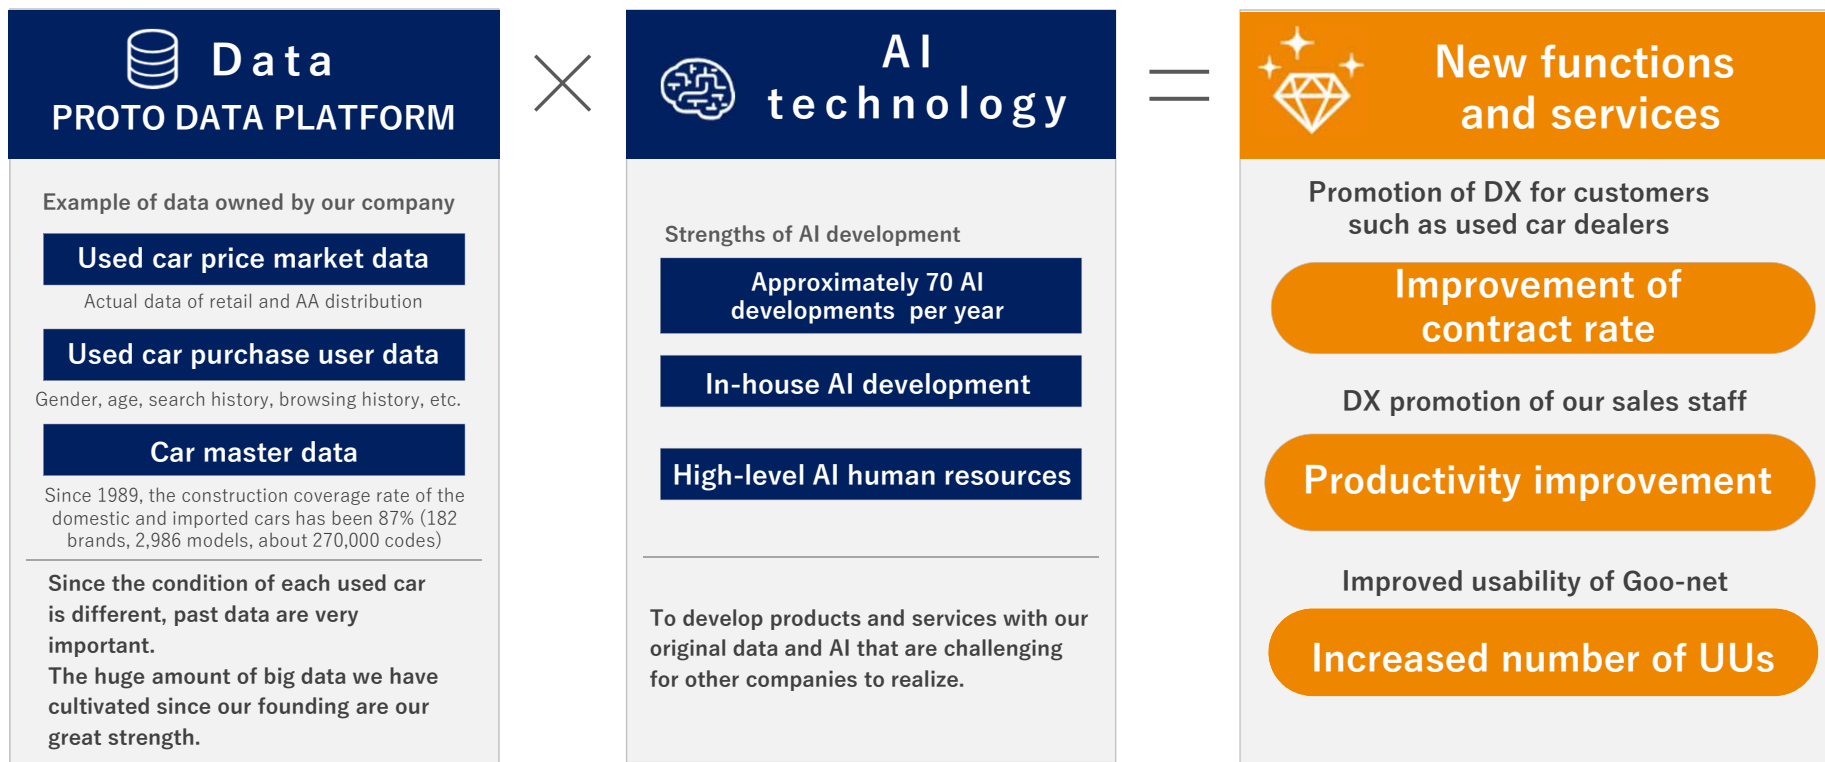 Data
PROTO DATA PLATFORM
Example of data owned by our company
Used car price market data
Actual data of retail and AA distribution
Used car purchase user data
Gender, age, search history, browsing history, etc.
Car master data
Since 1989, the construction coverage rate of the
domestic and imported cars has been 87% (182
brands, 2,986 models, about 270,000 codes)
Since the condition of each used car
is different, past data are very
important.
The huge amount of big data we have
cultivated since our founding are our
great strength.
×
AI
technology
Strengths of AI development
Approximately 70 AI
developments per year
In-house AI development
High-level AI human resources
To develop products and services with our
original data and AI that are challenging
for other companies to realize.
=
New functions
and services
Promotion of DX for customers
such as used car dealers
Improvement of
contract rate
DX promotion of our sales staff
Productivity improvement
Improved usability of Goo-net
Increased number of UUs